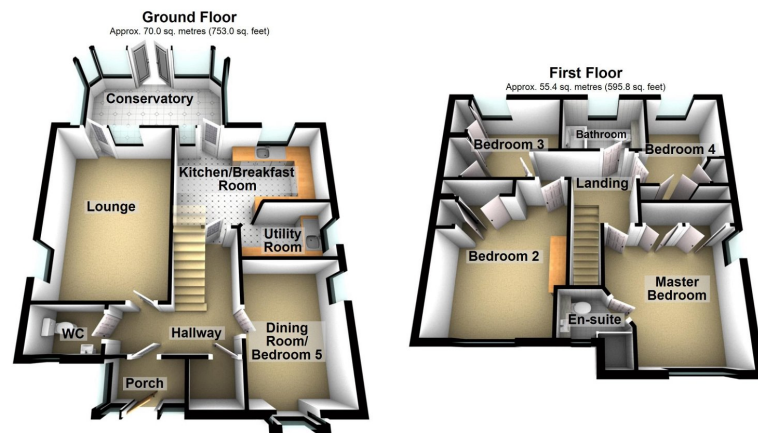 Ground Floor
Approx. 70.0 sq. metres (753.0 sq. feet)
Conservatory
Kitchen/Breakfast
Room
Lounge
Utility
Room
WC
Hallway
Dining
Room/
Bedroom 5
Porch
First Floor
Approx. 55.4 sq. metres (595.8 sq. feet)
Bedroom 3
Bathroom
Bedroom 4
Landing
Bedroom 2
Master
Bedroom
En-suite